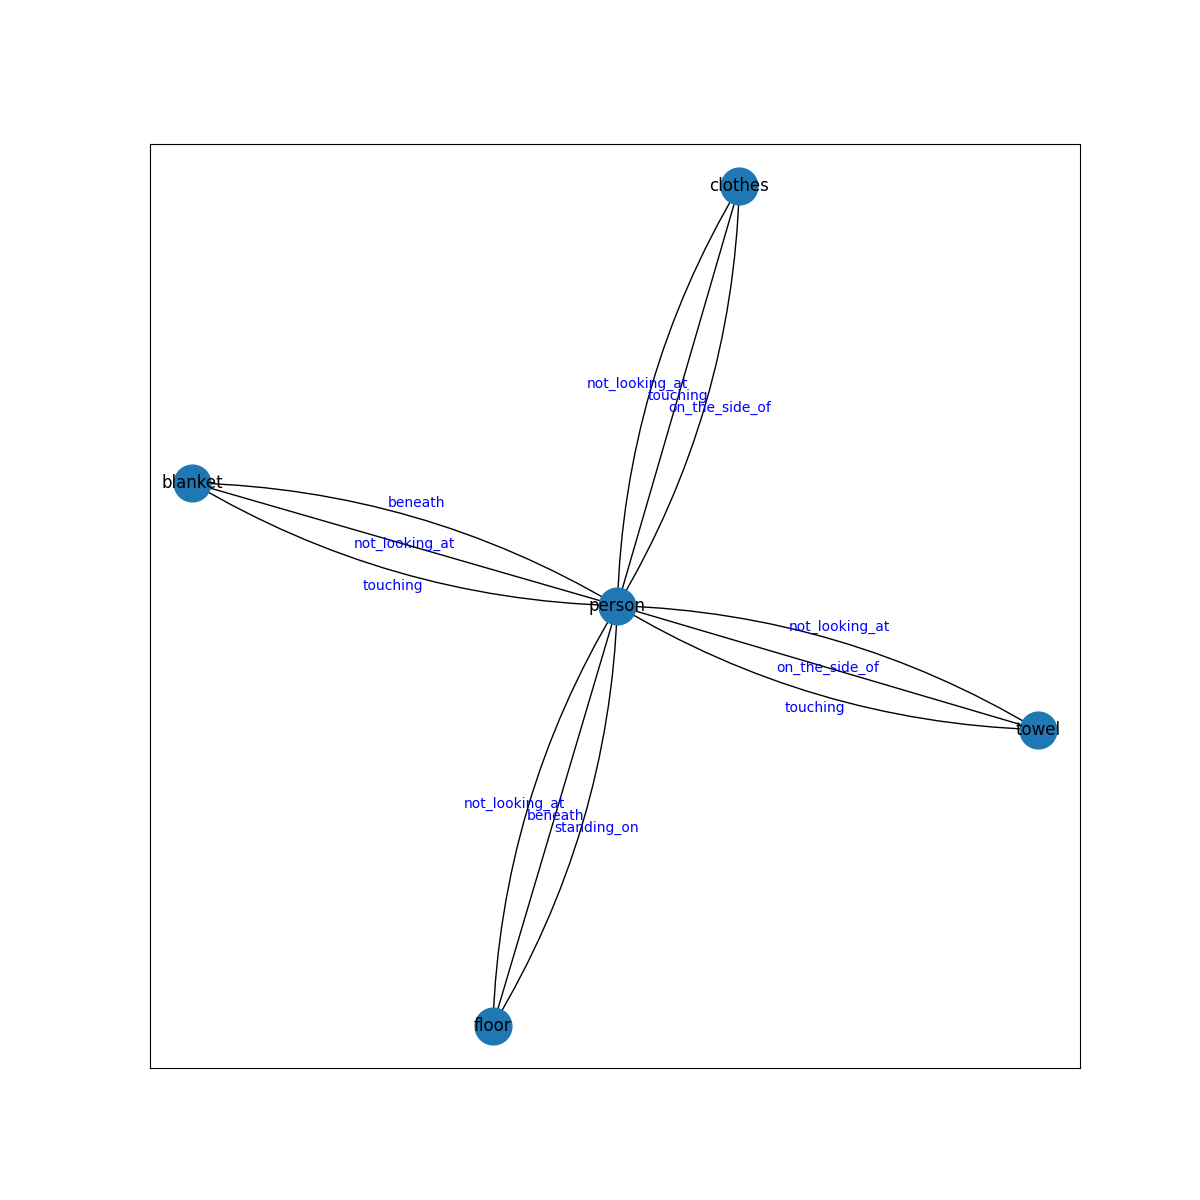 clothes
not_looking_at
touching
on_the_side_of
blanket
beneath
not_looking_at
touching
person
not_looking_at
on_the_side_of
touching
towel
not_looking_at
beneath
standing_on
floor